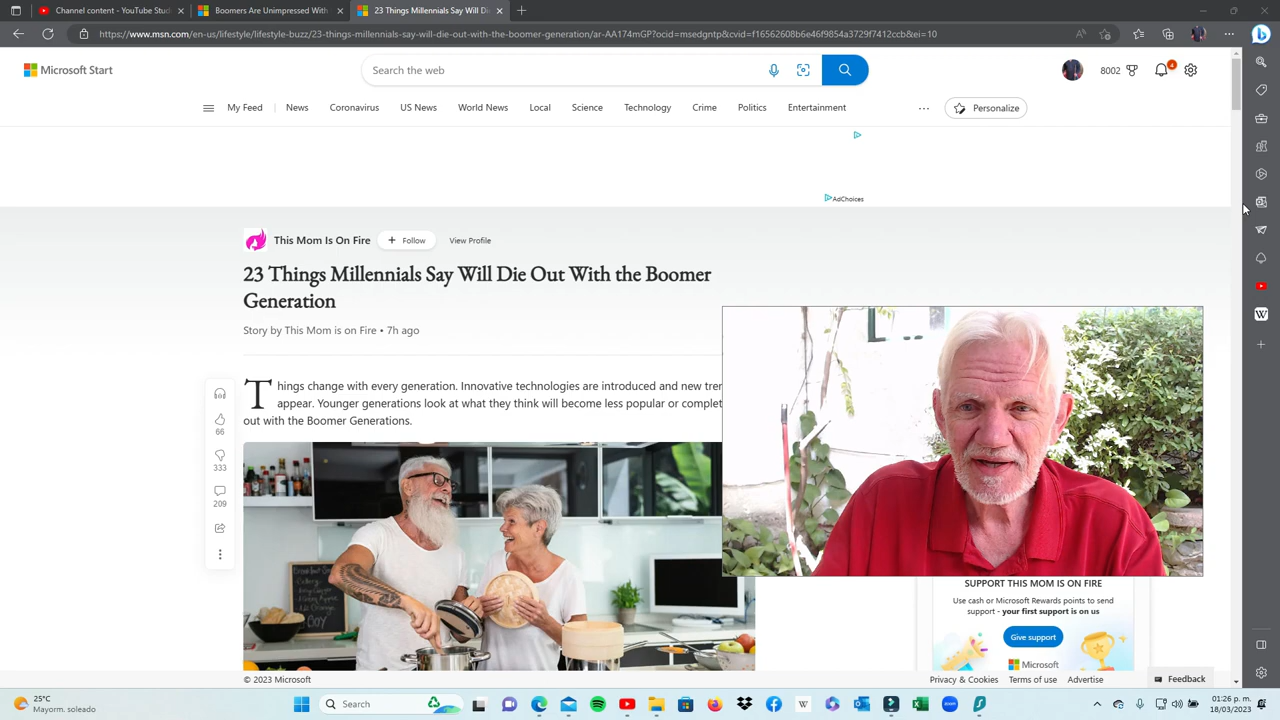 Channel content - YouTube Stud
Boomers Are Unimpressed With
23 Things Millennials Say Will Di
https://www.msn.com/en-us/lifestyle/lifestyle-buzz/23-things-millennials-say-will-die-out-with-the-boomer-generation/ar-AA174mGP?ocid=msedgntp&cvid=f16562608b6e46f9854a3729f7412ccb&ei=10
Microsoft Start
Search the web
8002
4
My Feed
News
Coronavirus
US News
World News
Local
Science
Technology
Crime
Politics
Entertainment
Personalize
AdChoices
This Mom Is On Fire
Follow
View Profile
23 Things Millennials Say Will Die Out With the Boomer
Generation
Story by This Mom is on Fire • 7h ago
Things change with every generation. Innovative technologies are introduced and new tren
appear. Younger generations look at what they think will become less popular or complet
out with the Boomer Generations.
66
333
209
SUPPORT THIS MOM IS ON FIRE
Use cash or Microsoft Rewards points to send
support - your first support is on us
Give support
Microsoft
© 2023 Microsoft
Privacy & Cookies
Terms of use
Advertise
Feedback
25°C
Mayorm. soleado
Search
01:26 p. m.
18/03/2023